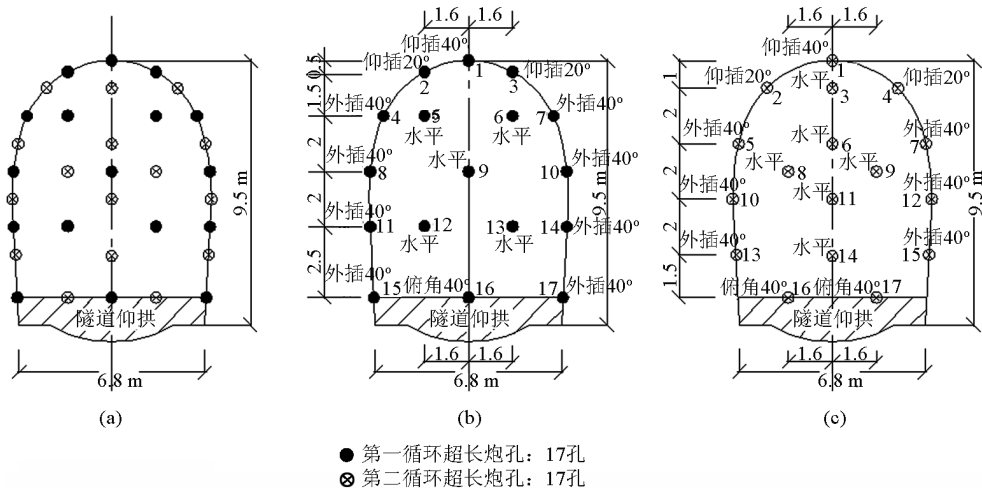 9.5 m
6.8 m
(a)
1.6 1.6
仰插40°
仰插20° 1 仰插20°
2 3
0.5
1.5
2
2
2.5
外插40° 外插40°
4 5 6 7
水平 水平
外插40° 水平 外插40°
8 9 10
外插40° 外插40°
11 12 13 14
水平 水平
外插40° 俯角40° 外插40°
15 16 17
隧道仰拱
9.5 m
1.6 1.6
6.8 m
(b)
1.6 1.6
仰插40°
仰插20° 水平 1 仰插20°
2 3 4
1
2
2
2
1.5
外插40° 水平 外插40°
5 6 7
水平 水平
8 9
外插40° 水平 外插40°
10 11 12
外插40° 水平 外插40°
13 14 15
俯角40° 俯角40°
16 17
隧道仰拱
9.5 m
1.6 1.6
6.8 m
(c)
隧道仰拱
第一循环超长炮孔：17孔
第二循环超长炮孔：17孔